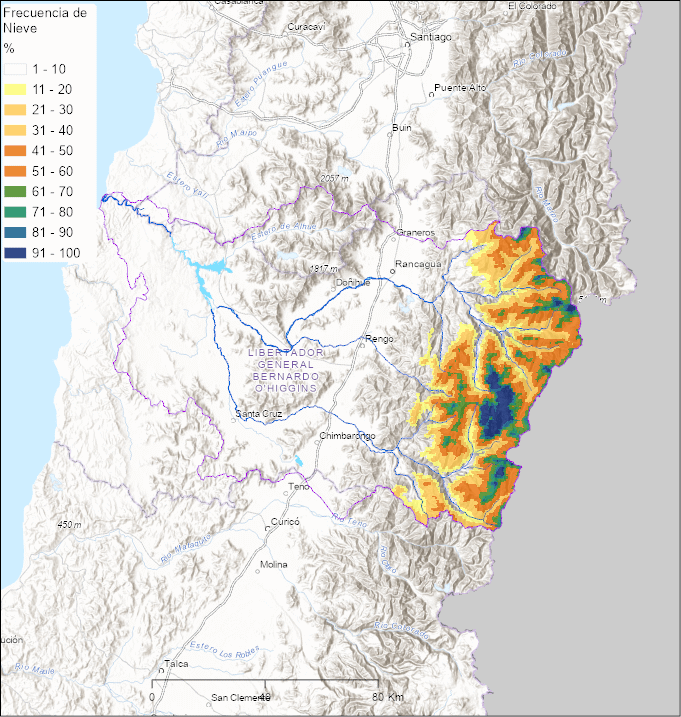 Frecuencia de
Nieve
%
1 - 10
11 - 20
21 - 30
31 - 40
41 - 50
51 - 60
61 - 70
71 - 80
81 - 90
91 - 100
Casablanca
El Colorado
Curacaví
Santiago
Río Colorado
Estero Puangue
Puente Alto
Río Maipo
Buin
2057 m
Estero Yali
Río Maipo
Estero de Alhué
Graneros
1817 m
Rancagua
Doñihue
Rengo
LIBERTADOR
GENERAL
BERNARDO
O'HIGGINS
Santa Cruz
Chimbarongo
Teno
450 m
Curicó
Río Teno
Río Mataquito
Molina
Río Colorado
Estero Los Robles
Talca
Río Maule
0
40
80 Km
San Clemente